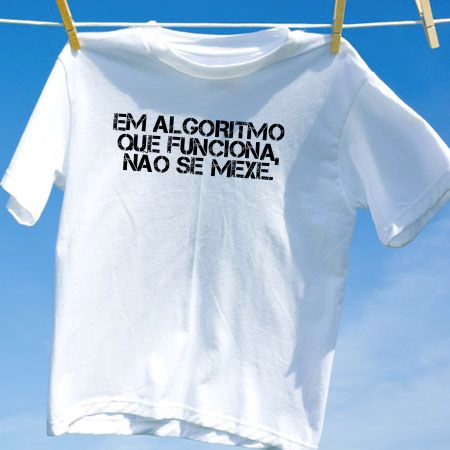 EM ALGORITMO
QUE FUNCIONA,
NAO SE MEXE.